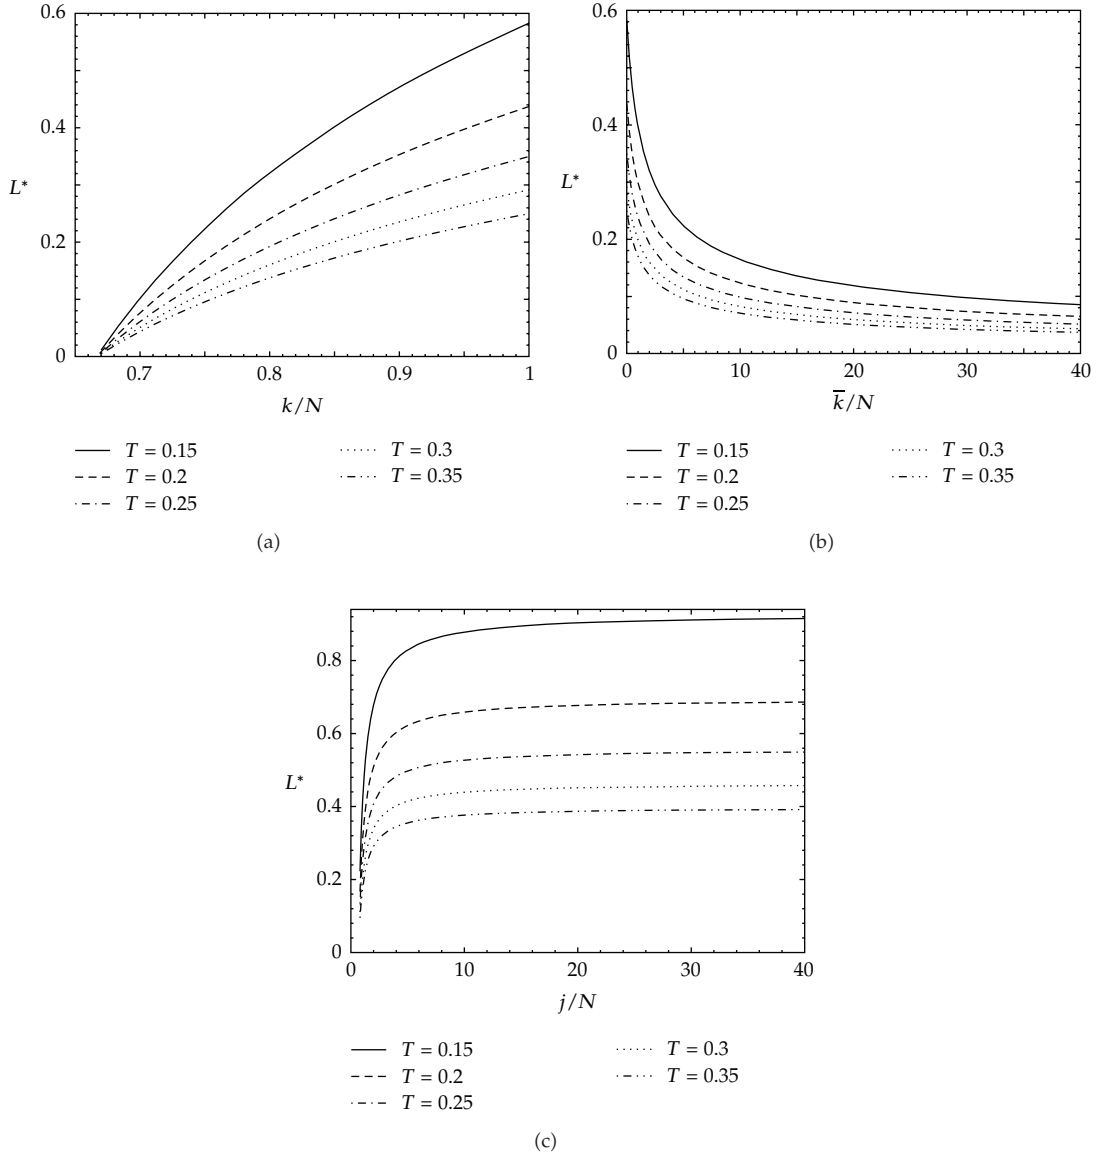 0.6
0.4
L*
0.2
0
0.7 0.8 0.9 1
k/N
T = 0.15 T = 0.3
T = 0.2 T = 0.35
T = 0.25
(a)
0.6
0.4
L*
0.2
0
0 10 20 30 40
k̅/N
T = 0.15 T = 0.3
T = 0.2 T = 0.35
T = 0.25
(b)
0.8
0.6
L*
0.4
0.2
0
0 10 20 30 40
j/N
T = 0.15 T = 0.3
T = 0.2 T = 0.35
T = 0.25
(c)